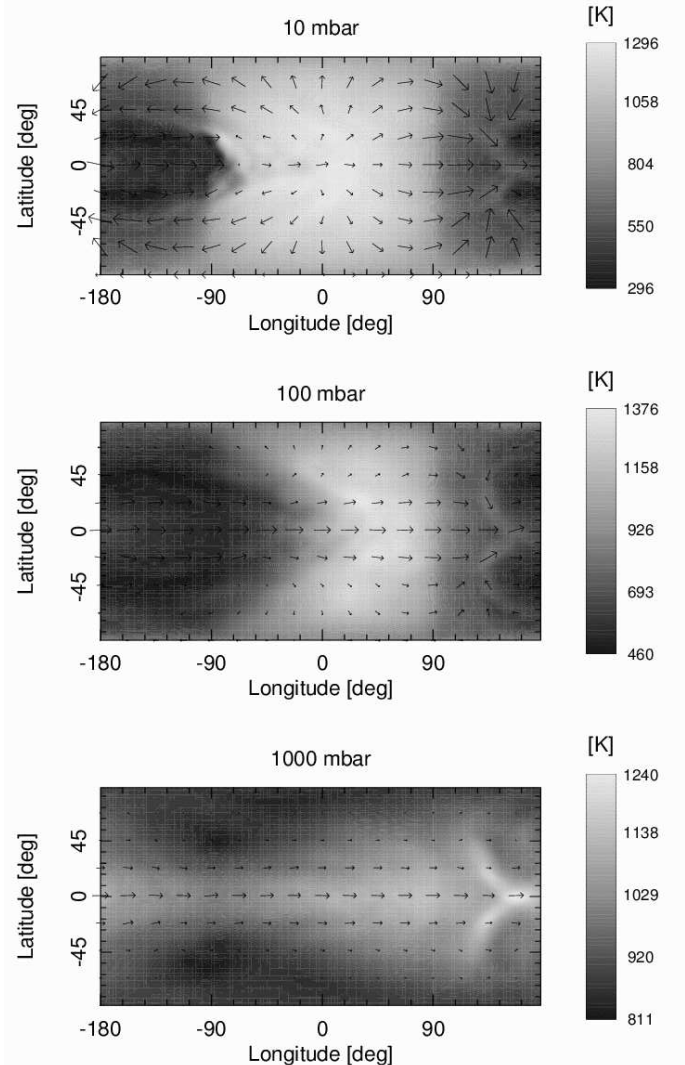 10 mbar
[K]
1296
1058
804
550
296
Latitude [deg]
45
0
-45
-180 -90 0 90
Longitude [deg]
100 mbar
[K]
1376
1158
926
693
460
Latitude [deg]
45
0
-45
-180 -90 0 90
Longitude [deg]
1000 mbar
[K]
1240
1138
1029
920
811
Latitude [deg]
45
0
-45
-180 -90 0 90
Longitude [deg]